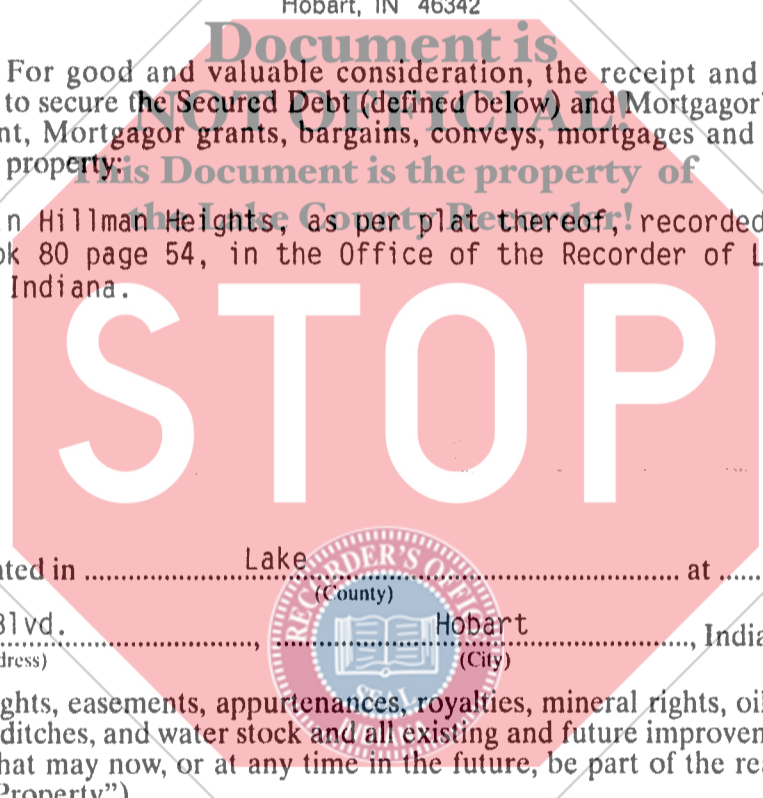 Hobart, IN 46342
Document is
For good and valuable consideration, the receipt and
to secure the Secured Debt (defined below) and Mortgagor'
NOT OFFICIAL!
nt, Mortgagor grants, bargains, conveys, mortgages and
property:
This Document is the property of
n Hillman Heights, as per plat thereof, recorded
the Lake County Recorder!
ok 80 page 54, in the Office of the Recorder of L
Indiana.
STOP
ated in Lake at
(County)
Blvd. , Hobart , India
dress) (City)
RECORDER'S OFFICE
SEAL
ghts, easements, appurtenances, royalties, mineral rights, oil
ditches, and water stock and all existing and future improvem
hat may now, or at any time in the future, be part of the rea
Property")